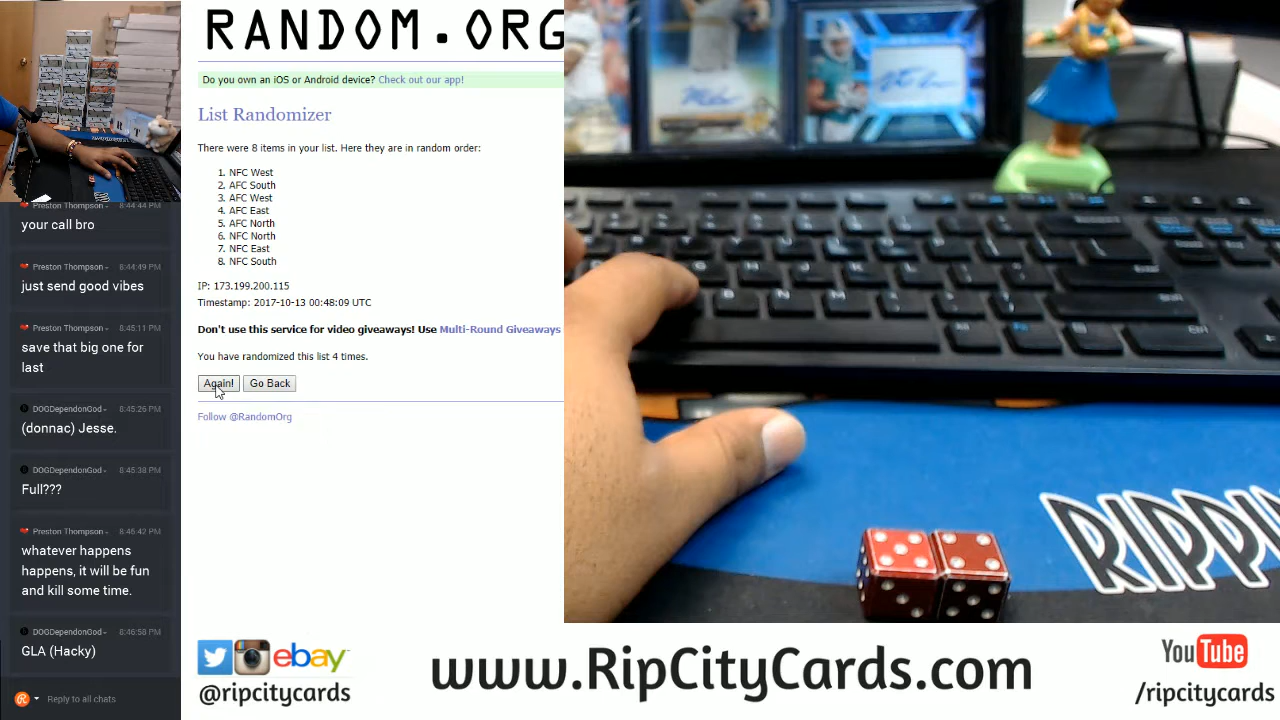 RANDOM.ORG
Do you own an iOS or Android device? Check out our app!
List Randomizer
There were 8 items in your list. Here they are in random order:
1. NFC West
2. AFC South
3. AFC West
4. AFC East
5. AFC North
6. NFC North
7. NFC East
8. NFC South
IP: 173.199.200.115
Timestamp: 2017-10-13 00:48:09 UTC
Don't use this service for video giveaways! Use Multi-Round Giveaways
You have randomized this list 4 times.
Again! Go Back
Follow @RandomOrg
Preston Thompson 8:44:44 PM
your call bro
Preston Thompson 8:44:49 PM
just send good vibes
Preston Thompson 8:45:11 PM
save that big one for
last
DOGDependonGod 8:45:26 PM
(donnac) Jesse.
DOGDependonGod 8:45:38 PM
Full???
Preston Thompson 8:46:42 PM
whatever happens
happens, it will be fun
and kill some time.
DOGDependonGod 8:46:58 PM
GLA (Hacky)
Reply to all chats
RIPPI
ebay
@ripcitycards
www.RipCityCards.com
YouTube
/ripcitycards